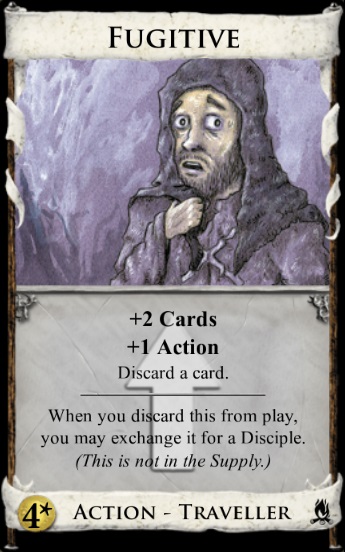 FUGITIVE
+2 Cards
+1 Action
Discard a card.
When you discard this from play,
you may exchange it for a Disciple.
(This is not in the Supply.)
4*
ACTION - TRAVELLER